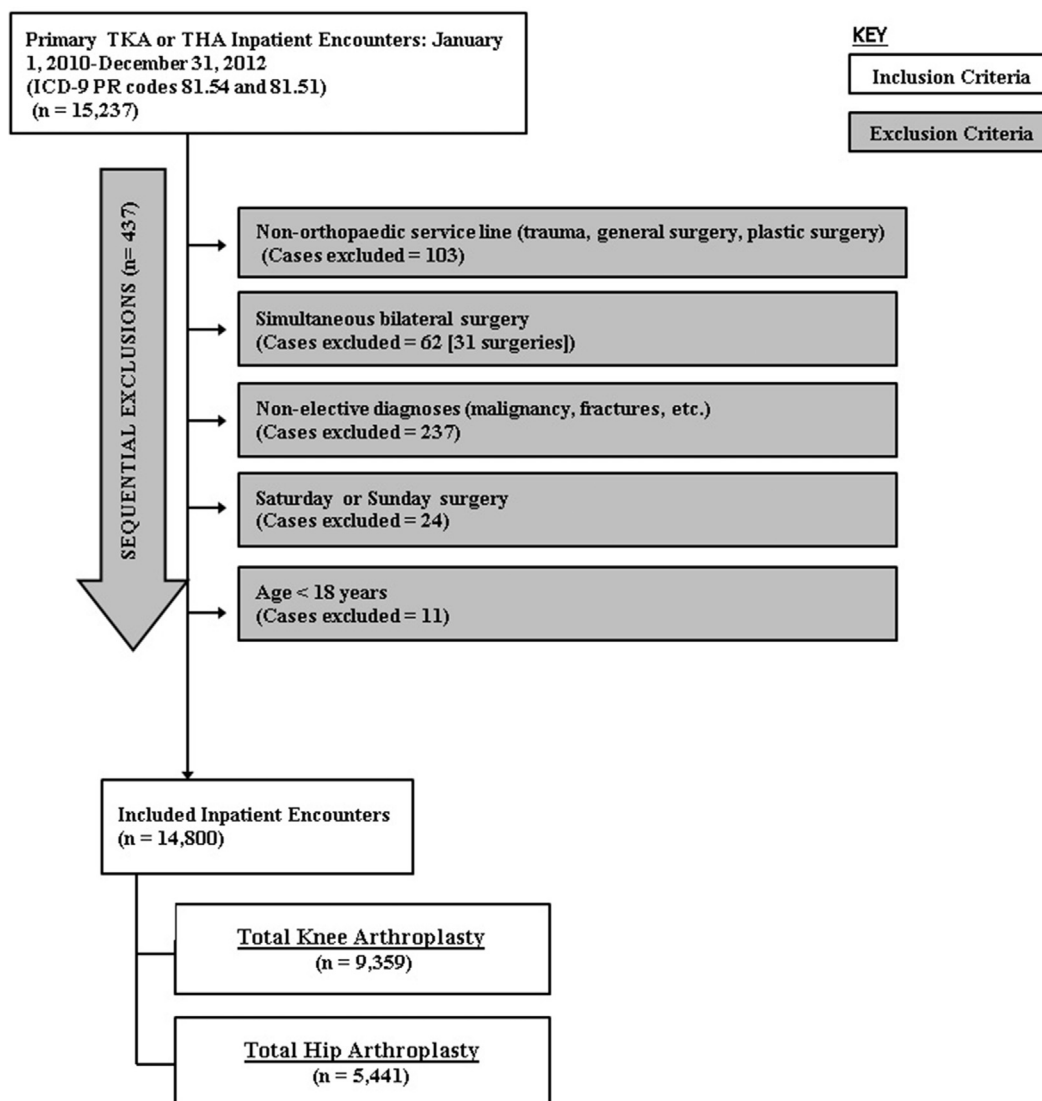 Primary TKA or THA Inpatient Encounters: January
1, 2010-December 31, 2012
(ICD-9 PR codes 81.54 and 81.51)
(n = 15,237)
KEY
Inclusion Criteria
Exclusion Criteria
SEQUENTIAL EXCLUSIONS (n= 437)
Non-orthopaedic service line (trauma, general surgery, plastic surgery)
(Cases excluded = 103)
Simultaneous bilateral surgery
(Cases excluded = 62 [31 surgeries])
Non-elective diagnoses (malignancy, fractures, etc.)
(Cases excluded = 237)
Saturday or Sunday surgery
(Cases excluded = 24)
Age < 18 years
(Cases excluded = 11)
Included Inpatient Encounters
(n = 14,800)
Total Knee Arthroplasty
(n = 9,359)
Total Hip Arthroplasty
(n = 5,441)